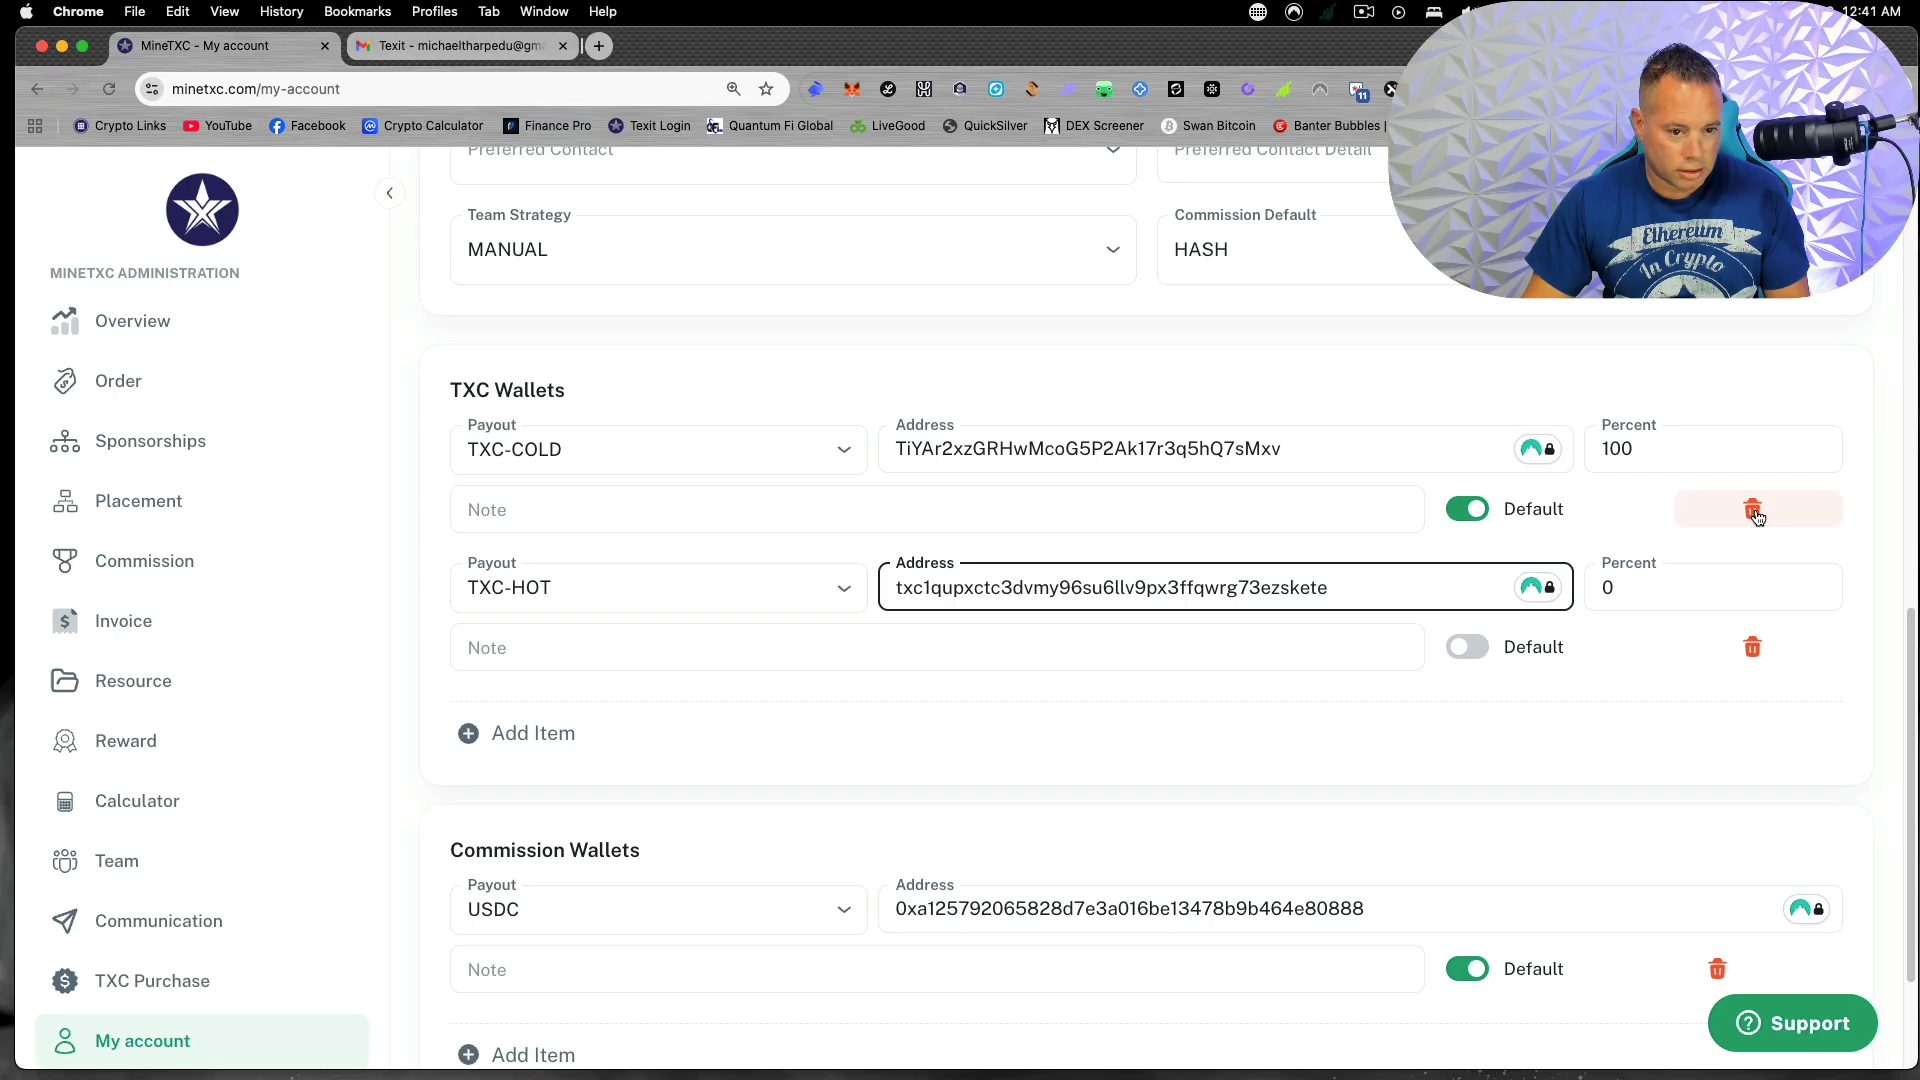 Chrome File Edit View History Bookmarks Profiles Tab Window Help 12:41 AM
MineTXC - My account Texit - michaeltharpedu@gm
minetxc.com/my-account 11
Crypto Links YouTube Facebook Crypto Calculator Finance Pro Texit Login Quantum Fi Global LiveGood QuickSilver DEX Screener Swan Bitcoin Banter Bubbles |
Preferred Contact Preferred Contact Detail
Team Strategy Commission Default
MANUAL HASH
Ethereum
In Crypto
MINETXC ADMINISTRATION
Overview
Order
Sponsorships
Placement
Commission
Invoice
Resource
Reward
Calculator
Team
Communication
TXC Purchase
My account
TXC Wallets
Payout Address Percent
TXC-COLD TiYAr2xzGRHwMcoG5P2Ak17r3q5hQ7sMxv 100
Note Default
Payout Address Percent
TXC-HOT txc1qupxctc3dvmy96su6llv9px3ffqwrg73ezskete 0
Note Default
Add Item
Commission Wallets
Payout Address
USDC 0xa125792065828d7e3a016be13478b9b464e80888
Note Default
Add Item
Support